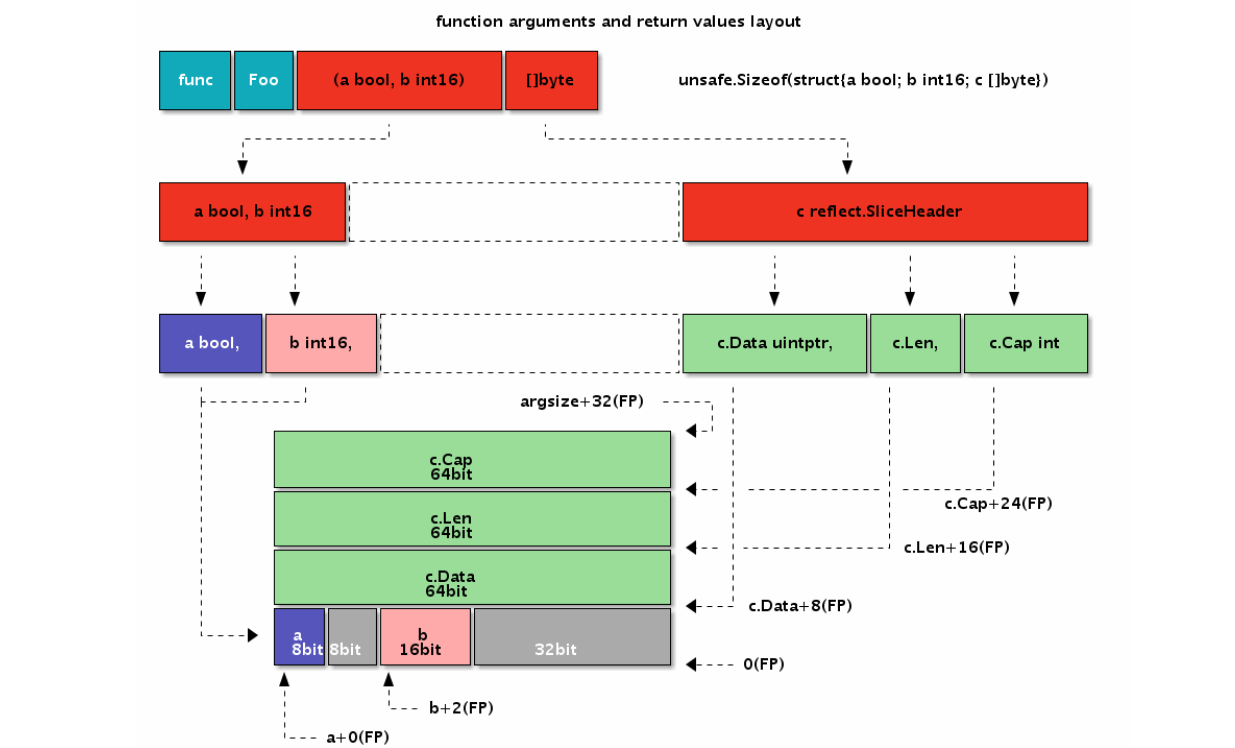 function arguments and return values layout
func Foo (a bool, b int16) []byte unsafe.Sizeof(struct{a bool; b int16; c []byte})
a bool, b int16 c reflect.SliceHeader
a bool, b int16, c.Data uintptr, c.Len, c.Cap int
argsize+32(FP)
c.Cap
64bit
c.Cap+24(FP)
c.Len
64bit
c.Len+16(FP)
c.Data
64bit
c.Data+8(FP)
a b
8bit 8bit 16bit 32bit
0(FP)
b+2(FP)
a+0(FP)